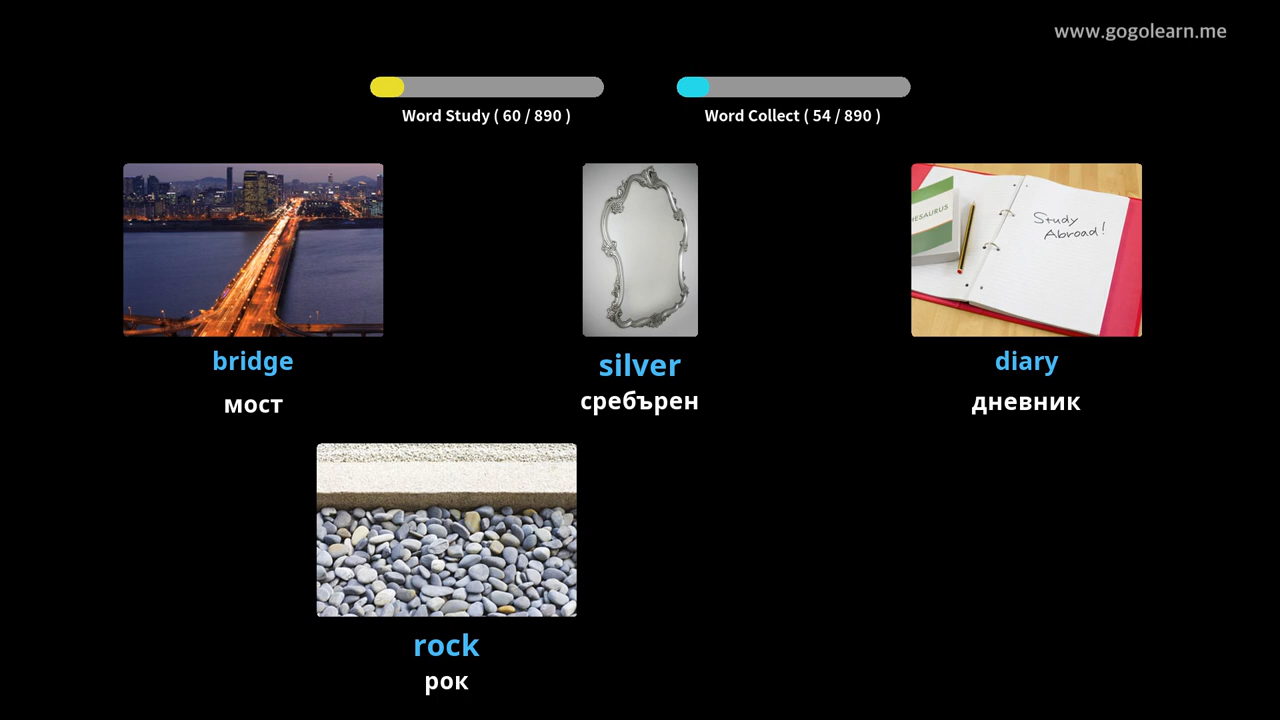 www.gogolearn.me
Word Study ( 60 / 890 )
Word Collect ( 54 / 890 )
ESAURUS
Study
Abroad!
bridge
silver
diary
мост
сребърен
дневник
rock
рок